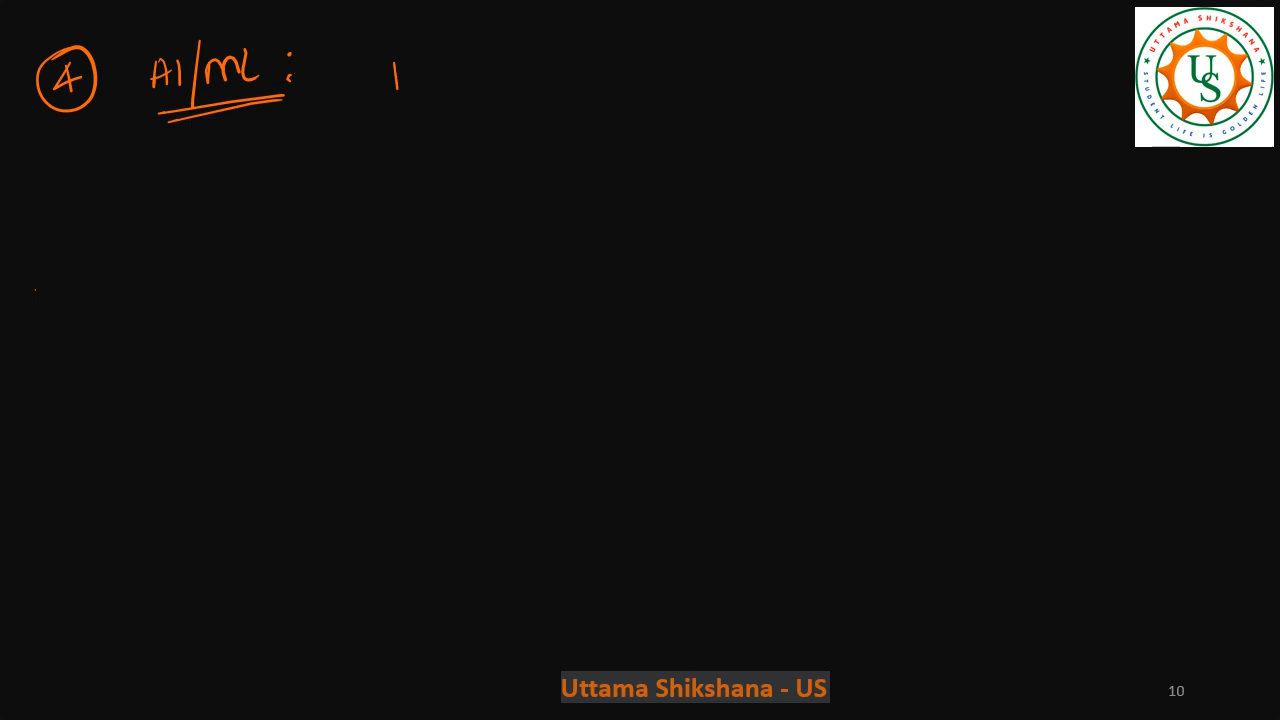 4 AI/ML : I
UTTAMA SHIKSHANA
US
STUDENT LIFE IS GOLDEN LIFE
Uttama Shikshana - US
10